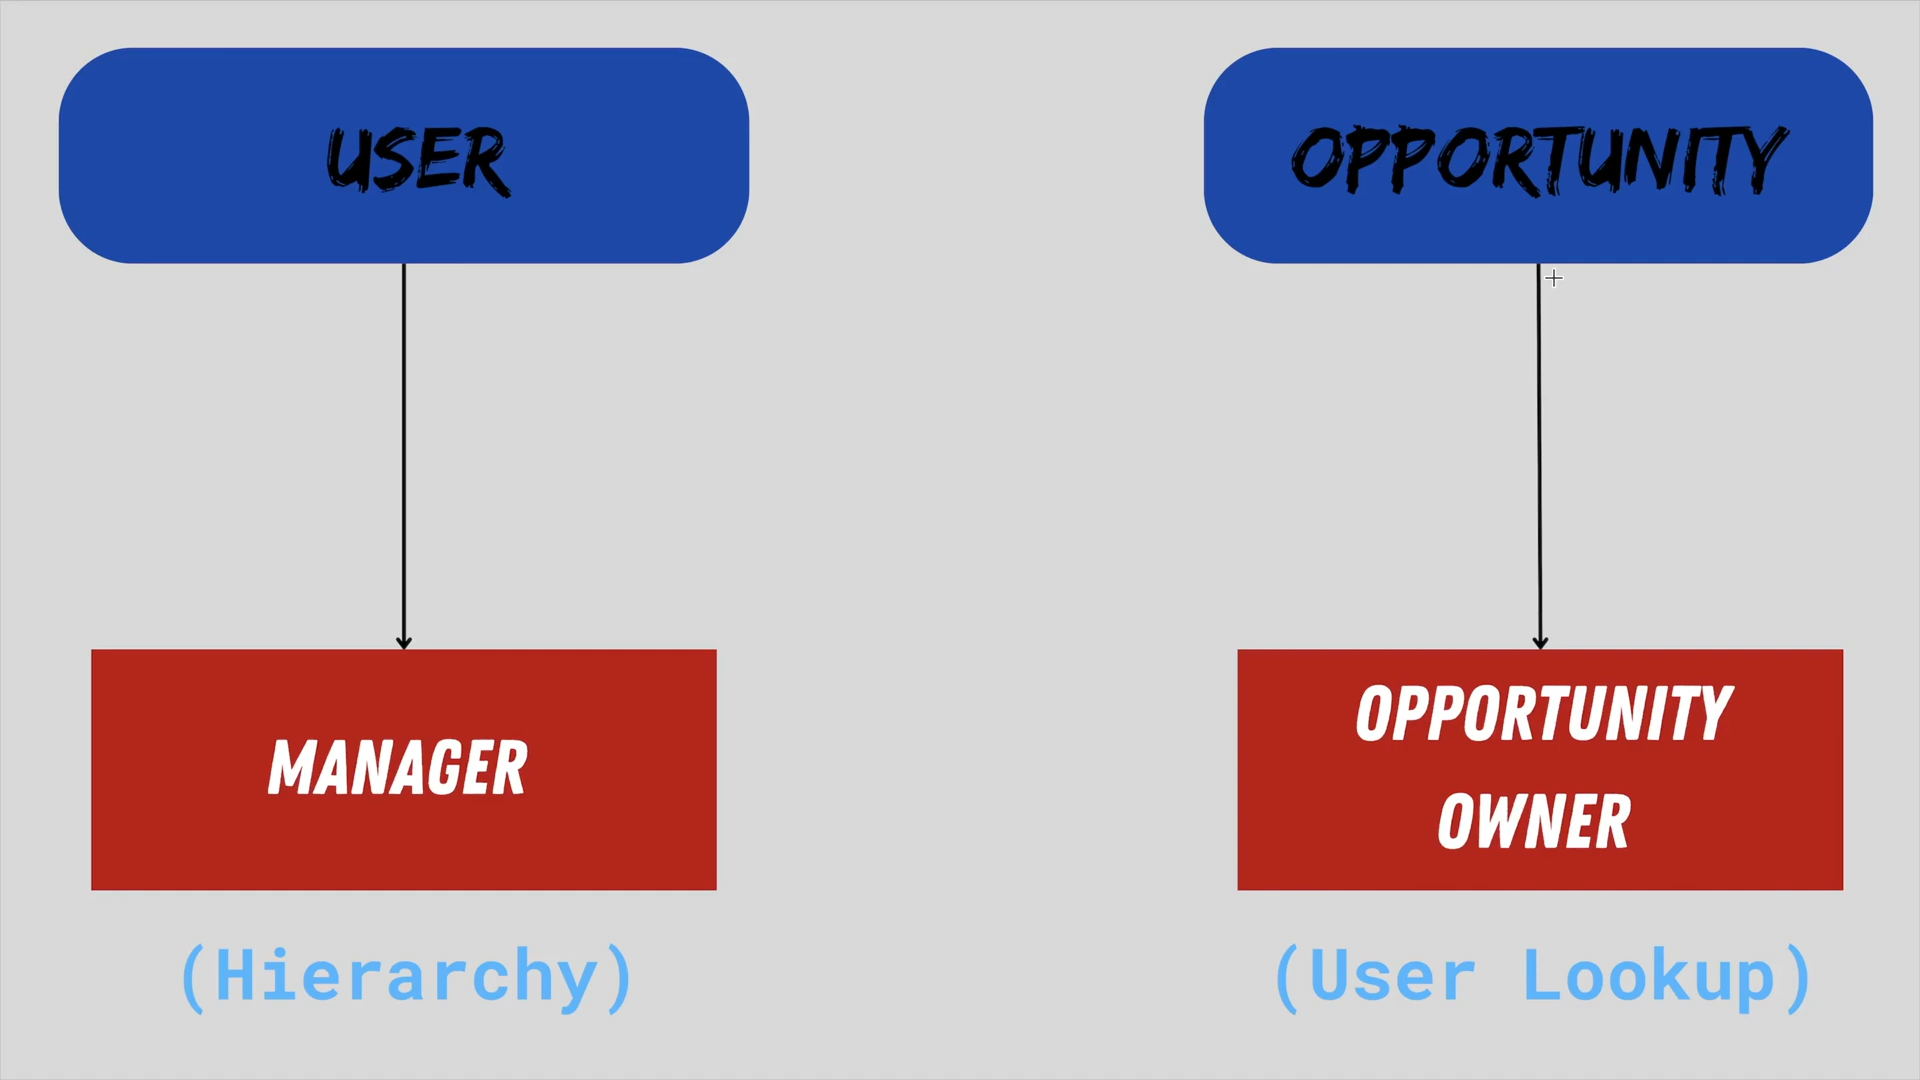 USER
OPPORTUNITY
MANAGER
OPPORTUNITY
OWNER
(Hierarchy)
(User Lookup)